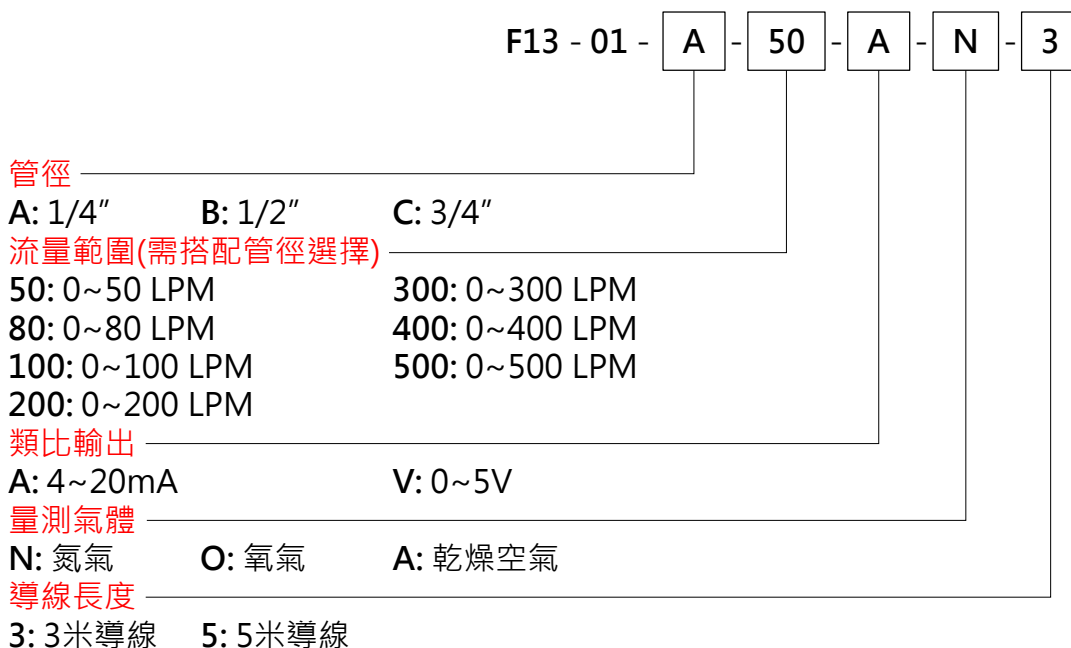 F13 - 01 - A - 50 - A - N - 3
管徑
A: 1/4" B: 1/2" C: 3/4"
流量範圍(需搭配管徑選擇)
50: 0~50 LPM 300: 0~300 LPM
80: 0~80 LPM 400: 0~400 LPM
100: 0~100 LPM 500: 0~500 LPM
200: 0~200 LPM
類比輸出
A: 4~20mA V: 0~5V
量測氣體
N: 氮氣 O: 氧氣 A: 乾燥空氣
導線長度
3: 3米導線 5: 5米導線